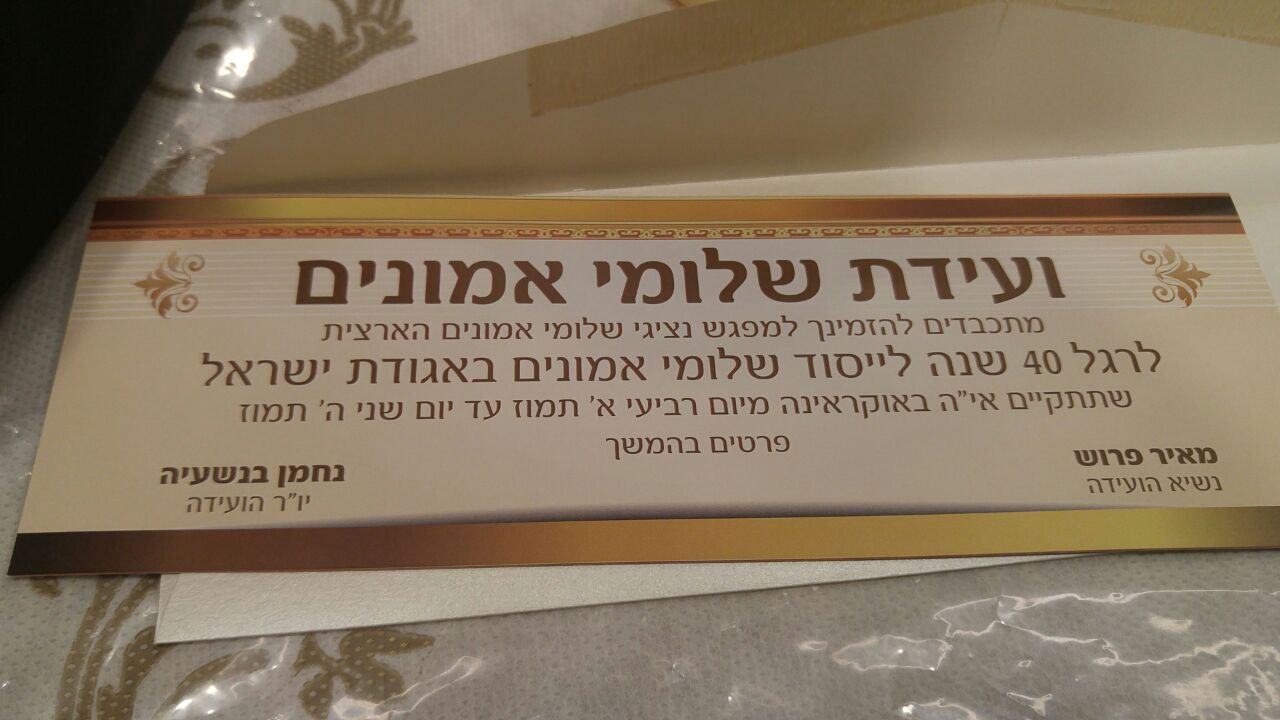 ועידת שלומי אמונים
מתכבדים להזמינך למפגש נציגי שלומי אמונים הארצית
לרגל 40 שנה לייסוד שלומי אמונים באגודת ישראל
שתתקיים אי"ה באוקראינה מיום רביעי א' תמוז עד יום שני ה' תמוז
פרטים בהמשך
מאיר פרוש
נשיא הועידה
נחמן בנשעיה
יו"ר הועידה